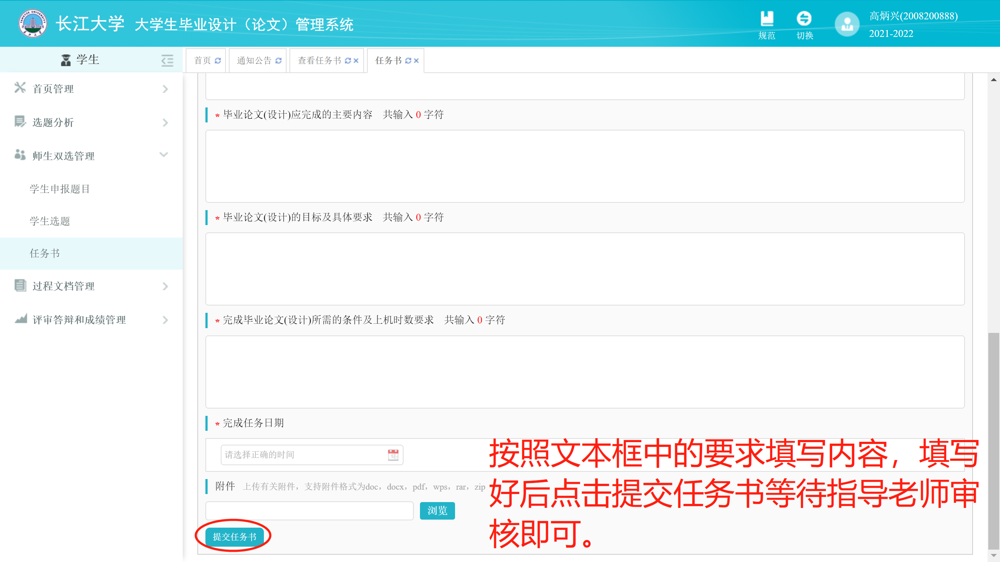 YANGTZE UNIVERSITY
长江大学 大学生毕业设计（论文）管理系统
规范
切换
高炳兴(2008200888)
2021-2022
学生
首页
通知公告
查看任务书
任务书
首页管理
选题分析
师生双选管理
学生申报题目
学生选题
任务书
过程文档管理
评审答辩和成绩管理
* 毕业论文(设计)应完成的主要内容 共输入 0 字符
* 毕业论文(设计)的目标及具体要求 共输入 0 字符
* 完成毕业论文(设计)所需的条件及上机时数要求 共输入 0 字符
* 完成任务日期
请选择正确的时间
附件 上传有关附件，支持附件格式为doc，docx，pdf，wps，rar，zip
浏览
提交任务书
按照文本框中的要求填写内容，填写
好后点击提交任务书等待指导老师审
核即可。